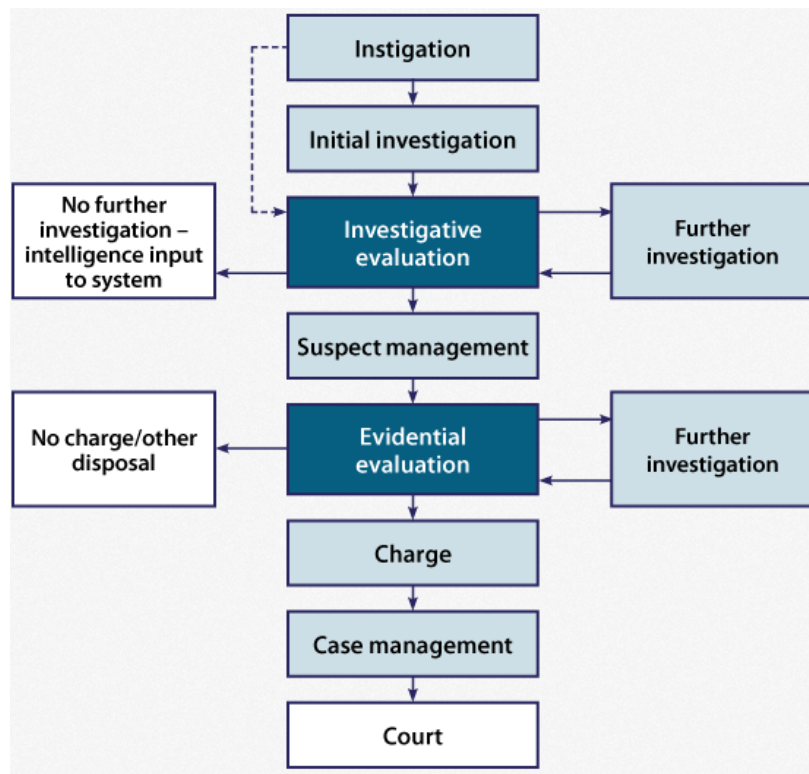 Instigation
Initial investigation
No further
investigation –
intelligence input
to system
Investigative
evaluation
Further
investigation
Suspect management
No charge/other
disposal
Evidential
evaluation
Further
investigation
Charge
Case management
Court